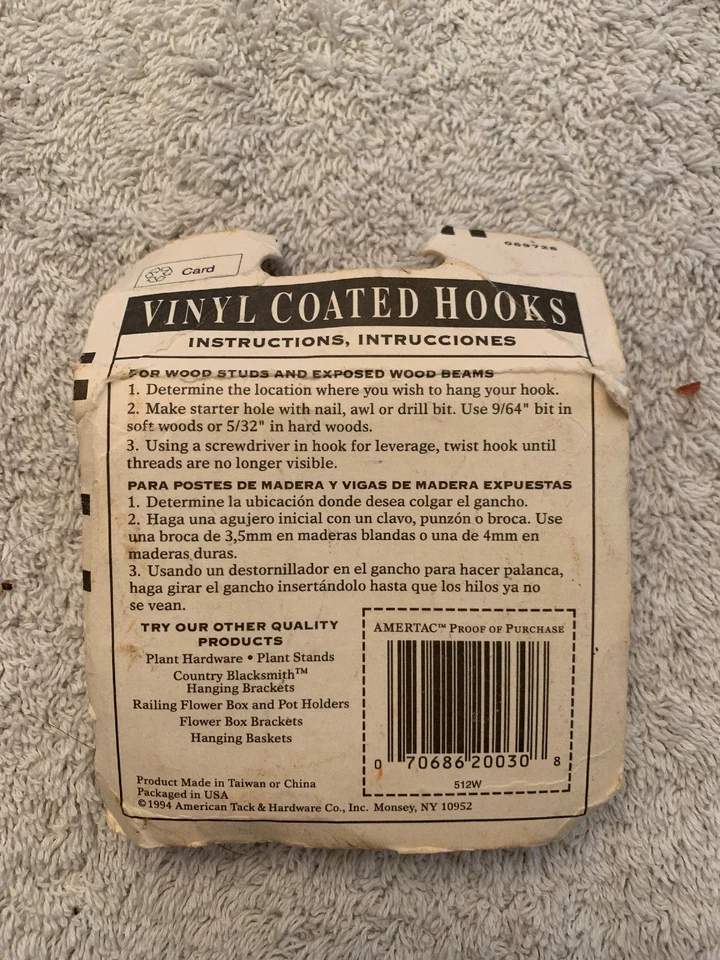 069726
Card
VINYL COATED HOOKS
INSTRUCTIONS, INTRUCCIONES
FOR WOOD STUDS AND EXPOSED WOOD BEAMS
1. Determine the location where you wish to hang your hook.
2. Make starter hole with nail, awl or drill bit. Use 9/64" bit in
soft woods or 5/32" in hard woods.
3. Using a screwdriver in hook for leverage, twist hook until
threads are no longer visible.
PARA POSTES DE MADERA Y VIGAS DE MADERA EXPUESTAS
1. Determine la ubicación donde desea colgar el gancho.
2. Haga una agujero inicial con un clavo, punzón o broca. Use
una broca de 3,5mm en maderas blandas o una de 4mm en
maderas duras.
3. Usando un destornillador en el gancho para hacer palanca,
haga girar el gancho insertándolo hasta que los hilos ya no
se vean.
TRY OUR OTHER QUALITY
PRODUCTS
Plant Hardware • Plant Stands
Country Blacksmith™
Hanging Brackets
Railing Flower Box and Pot Holders
Flower Box Brackets
Hanging Baskets
AMERTAC™ PROOF OF PURCHASE
0 70686 20030 8
512W
Product Made in Taiwan or China
Packaged in USA
©1994 American Tack & Hardware Co., Inc. Monsey, NY 10952